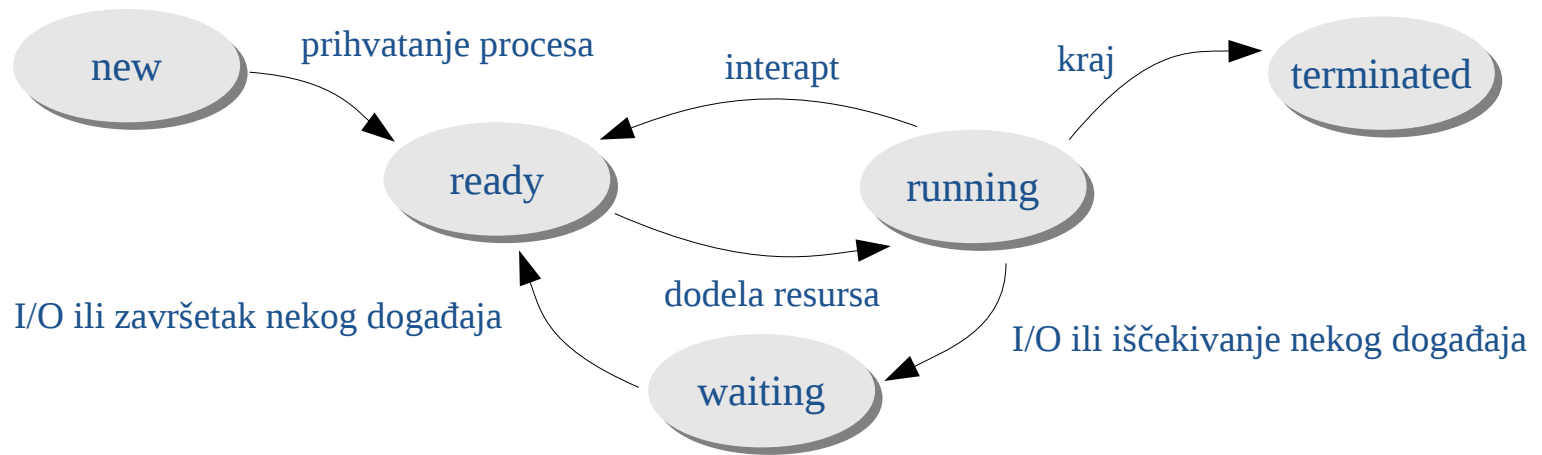 new
prihvatanje procesa
interapt
kraj
terminated
ready
running
dodela resursa
I/O ili završetak nekog događaja
I/O ili iščekivanje nekog događaja
waiting